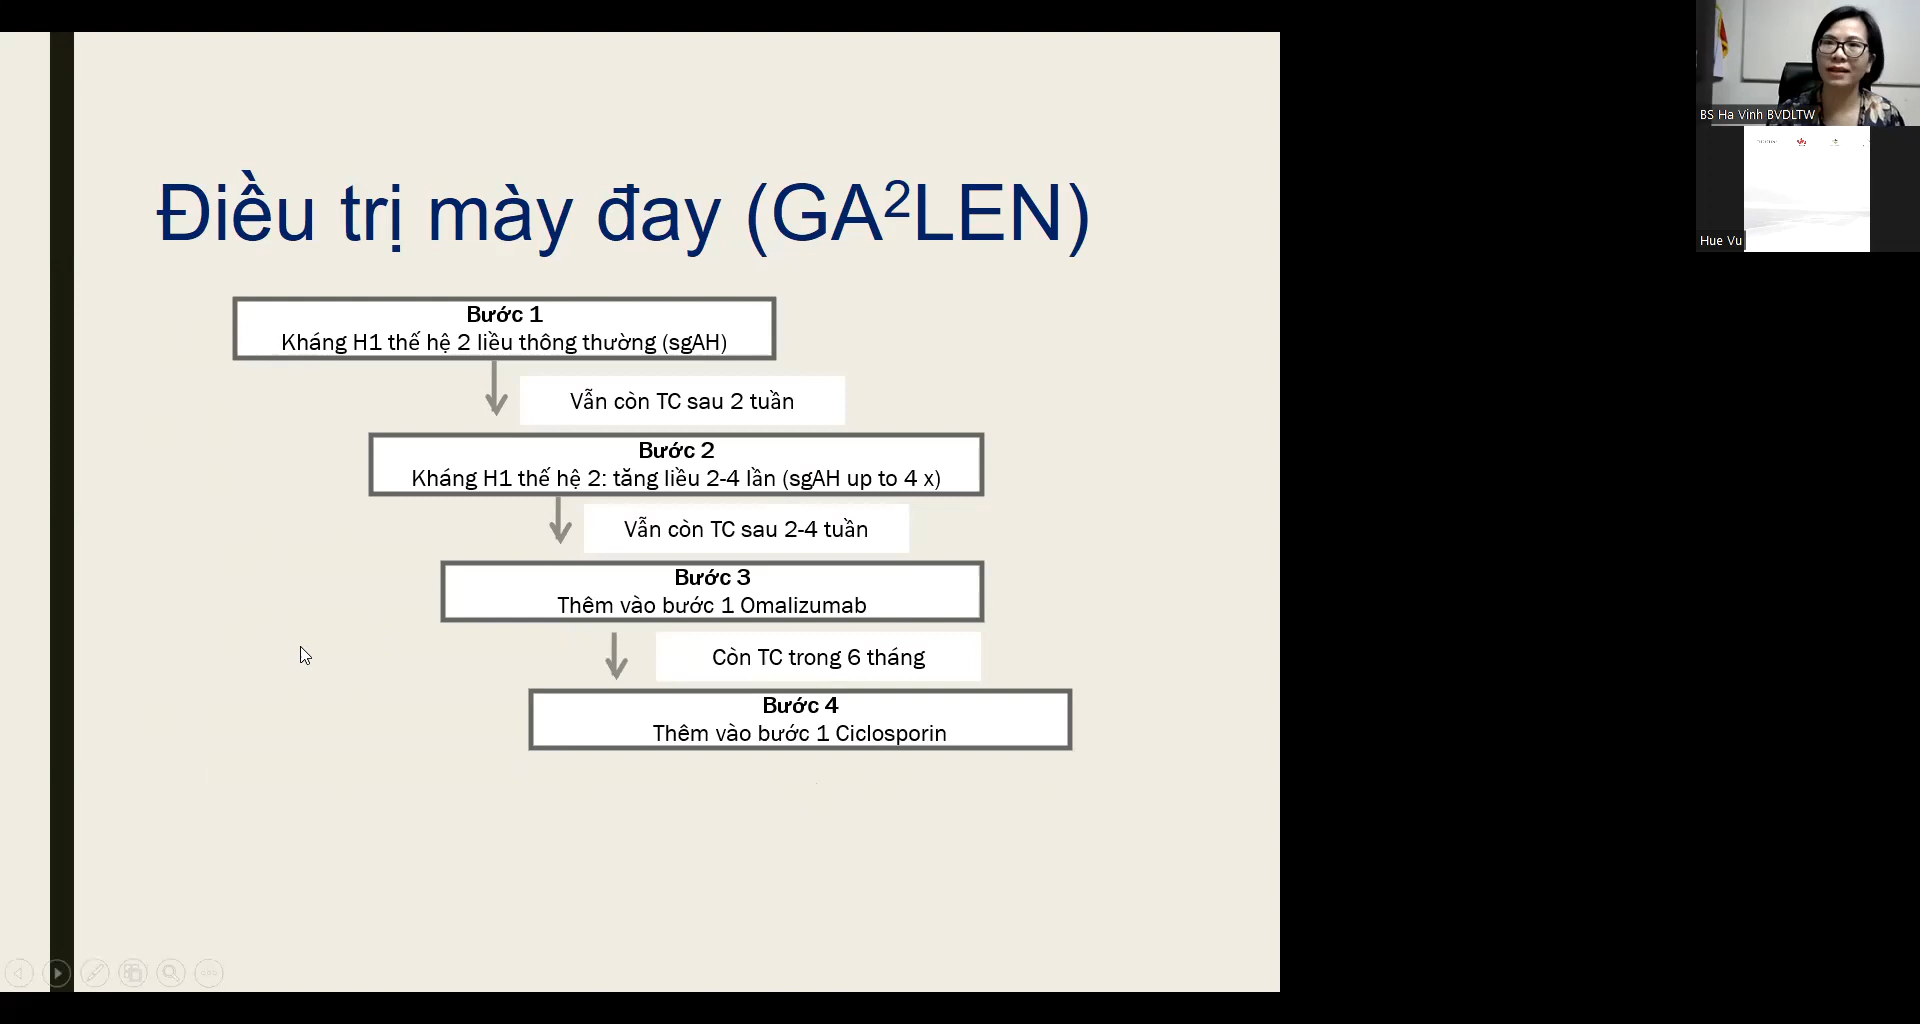 Điều trị mày đay (GA²LEN)
Bước 1
Kháng H1 thế hệ 2 liều thông thường (sgAH)
Vẫn còn TC sau 2 tuần
Bước 2
Kháng H1 thế hệ 2: tăng liều 2-4 lần (sgAH up to 4 x)
Vẫn còn TC sau 2-4 tuần
Bước 3
Thêm vào bước 1 Omalizumab
Còn TC trong 6 tháng
Bước 4
Thêm vào bước 1 Ciclosporin
BS Ha Vinh BVDLTW
Hue Vu